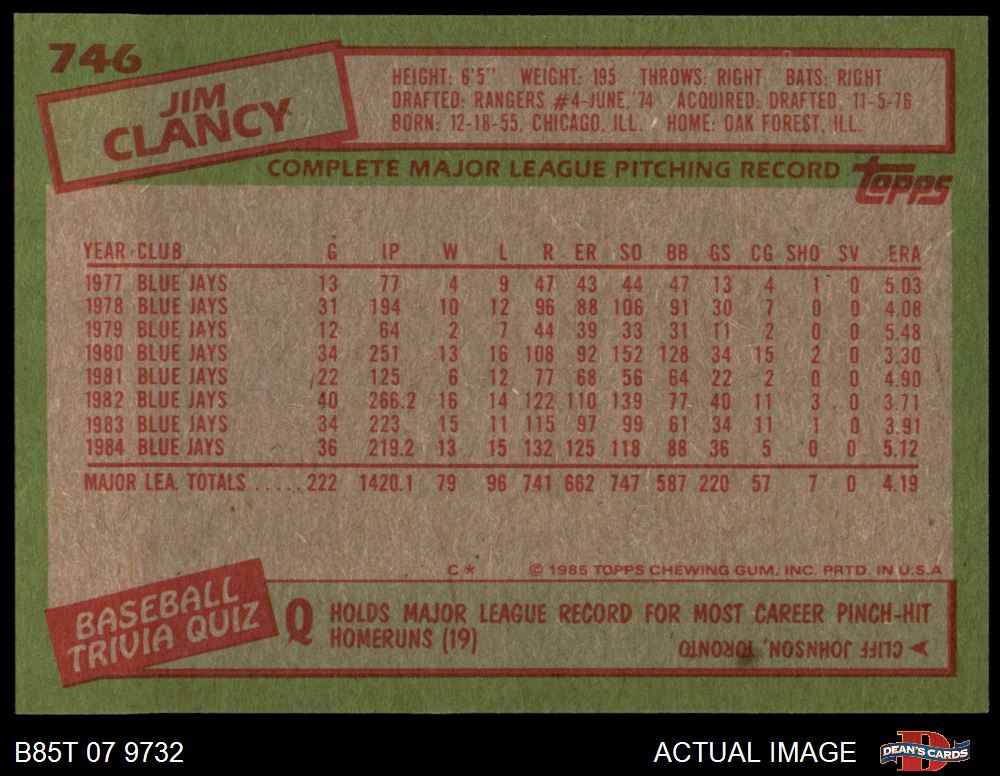 746
JIM
CLANCY
HEIGHT: 6'5" WEIGHT: 195 THROWS: RIGHT BATS: RIGHT
DRAFTED: RANGERS #4-JUNE, '74 ACQUIRED: DRAFTED, 11-5-76
BORN: 12-18-55, CHICAGO, ILL. HOME: OAK FOREST, ILL.
COMPLETE MAJOR LEAGUE PITCHING RECORD
topps
YEAR CLUB G IP W L R ER SO BB GS CG SHO SV ERA
1977 BLUE JAYS 13 77 4 9 47 43 44 47 13 4 1 0 5.03
1978 BLUE JAYS 31 194 10 12 96 88 106 91 30 7 0 0 4.08
1979 BLUE JAYS 12 64 2 7 44 39 33 31 11 2 0 0 5.48
1980 BLUE JAYS 34 251 13 16 108 92 152 128 34 15 2 0 3.30
1981 BLUE JAYS 22 125 6 12 77 68 56 64 22 2 0 0 4.90
1982 BLUE JAYS 40 266.2 16 14 122 110 139 77 40 11 3 0 3.71
1983 BLUE JAYS 34 223 15 11 115 97 99 61 34 11 1 0 3.91
1984 BLUE JAYS 36 219.2 13 15 132 125 118 88 36 5 0 0 5.12
MAJOR LEA. TOTALS ..... 222 1420.1 79 96 741 662 747 587 220 57 7 0 4.19
C * © 1985 TOPPS CHEWING GUM, INC. PRTD. IN U.S.A
BASEBALL
TRIVIA QUIZ
Q HOLDS MAJOR LEAGUE RECORD FOR MOST CAREER PINCH-HIT
HOMERUNS (19)
CLIFF JOHNSON, TORONTO
B85T 07 9732
ACTUAL IMAGE
DEAN'S CARDS